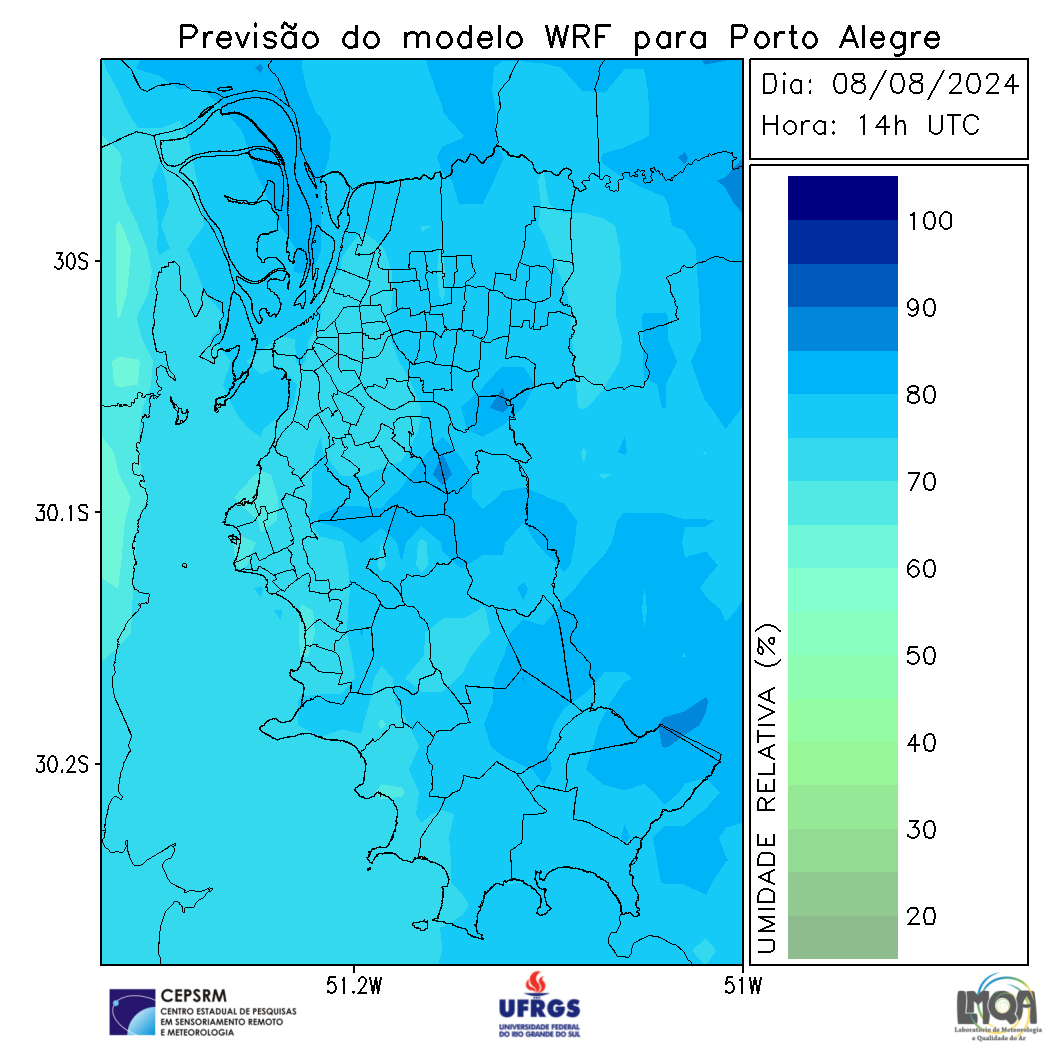 Previsão do modelo WRF para Porto Alegre
Dia: 08/08/2024
Hora: 14h UTC
100
90
80
70
60
50
40
30
20
UMIDADE RELATIVA (%)
30S
30.1S
30.2S
51.2W
51W
CEPSRM
CENTRO ESTADUAL DE PESQUISAS
EM SENSORIAMENTO REMOTO
E METEOROLOGIA
UFRGS
UNIVERSIDADE FEDERAL
DO RIO GRANDE DO SUL
LMQA
Laboratório de Meteorologia
e Qualidade do Ar